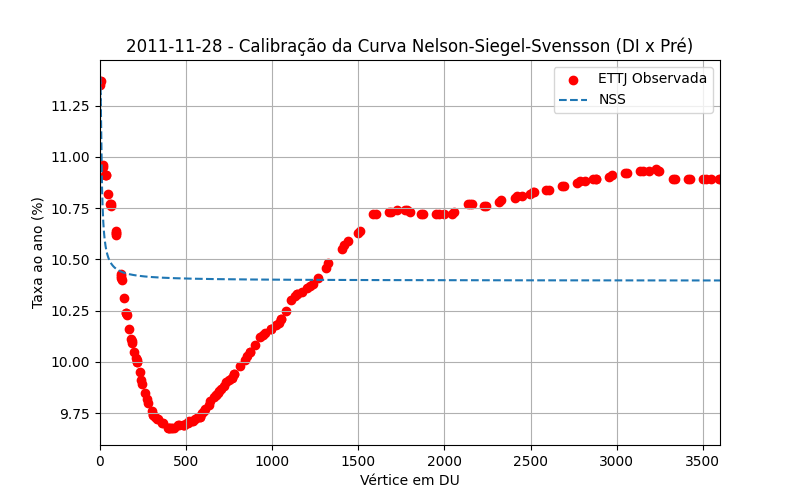 2011-11-28 - Calibração da Curva Nelson-Siegel-Svensson (DI x Pré)
ETTJ Observada
NSS
Taxa ao ano (%)
11.25
11.00
10.75
10.50
10.25
10.00
9.75
0 500 1000 1500 2000 2500 3000 3500
Vértice em DU